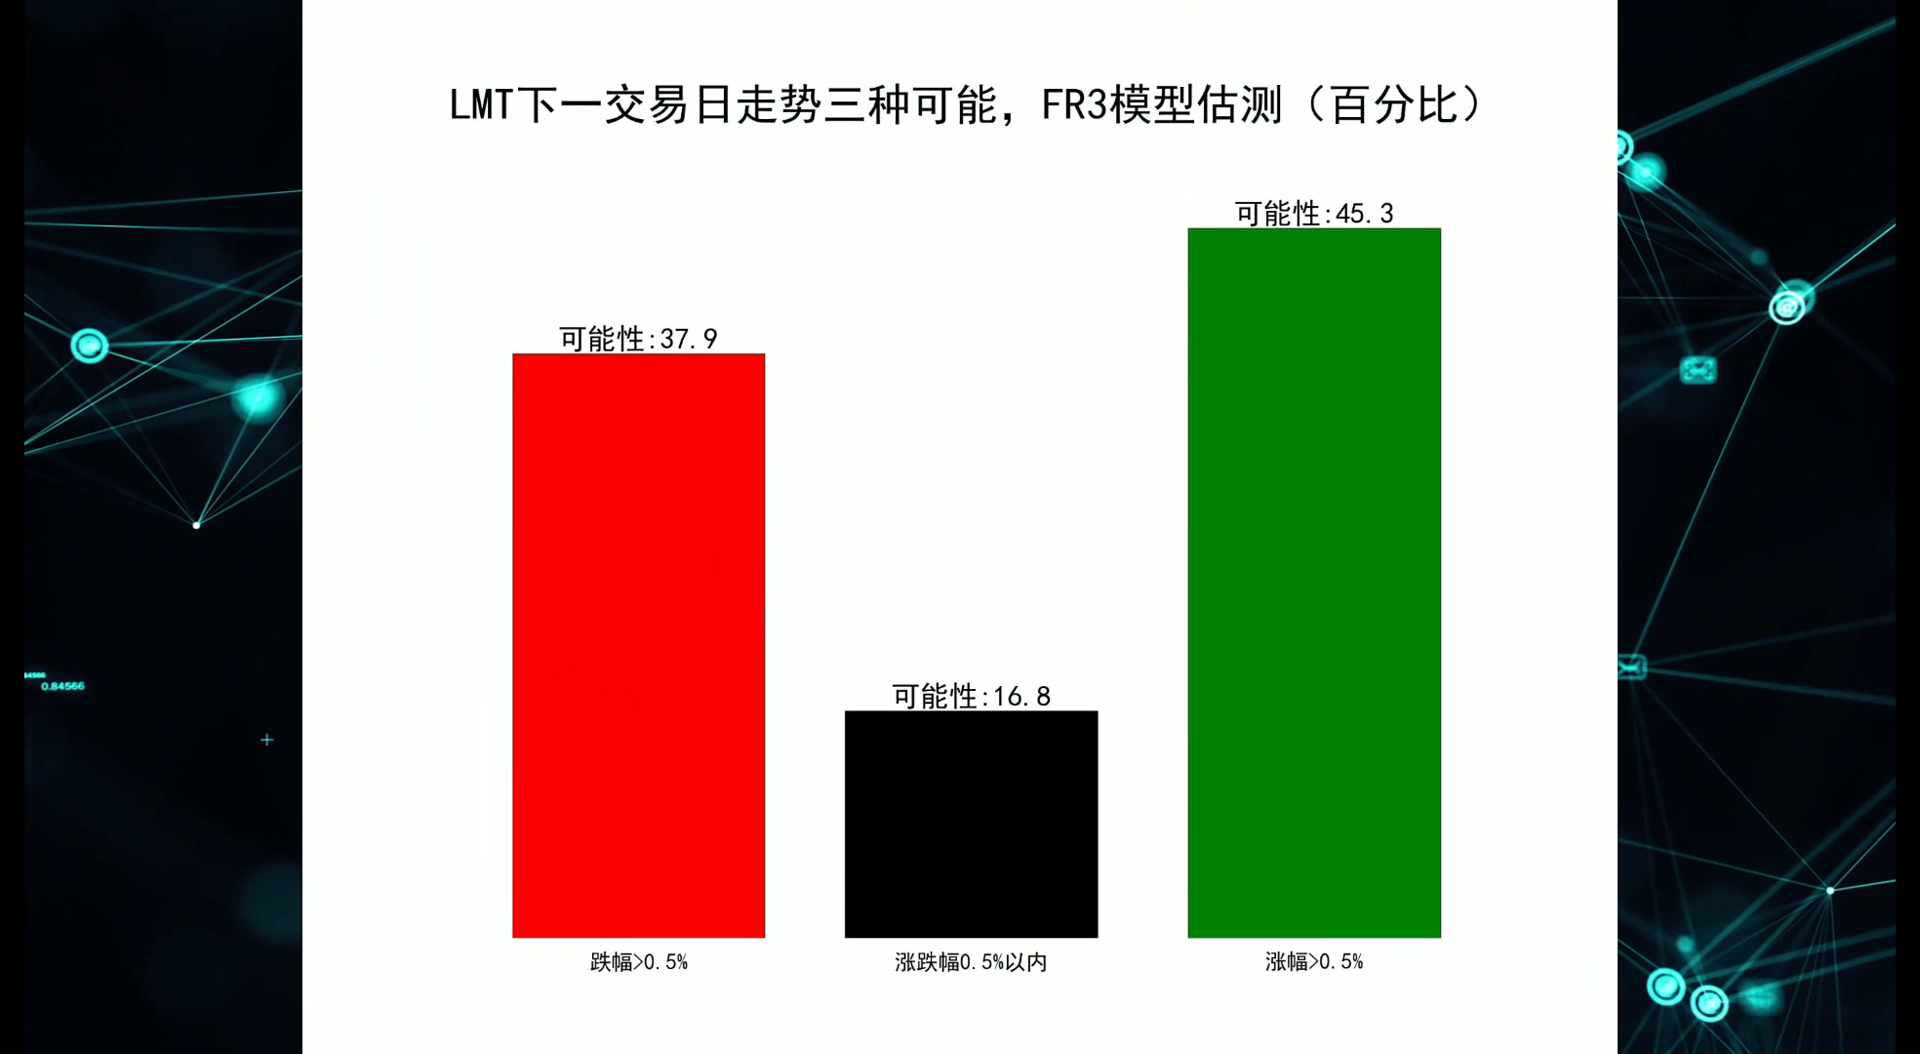 LMT下一交易日走势三种可能，FR3模型估测（百分比）
可能性:45.3
可能性:37.9
可能性:16.8
跌幅>0.5%
涨跌幅0.5%以内
涨幅>0.5%
0.84566